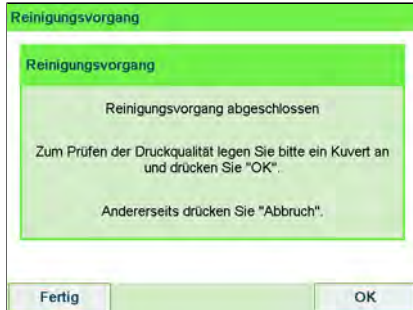 Reinigungsvorgang
Reinigungsvorgang
Reinigungsvorgang abgeschlossen
Zum Prüfen der Druckqualität legen Sie bitte ein Kuvert an
und drücken Sie "OK".
Andererseits drücken Sie "Abbruch".
Fertig
OK